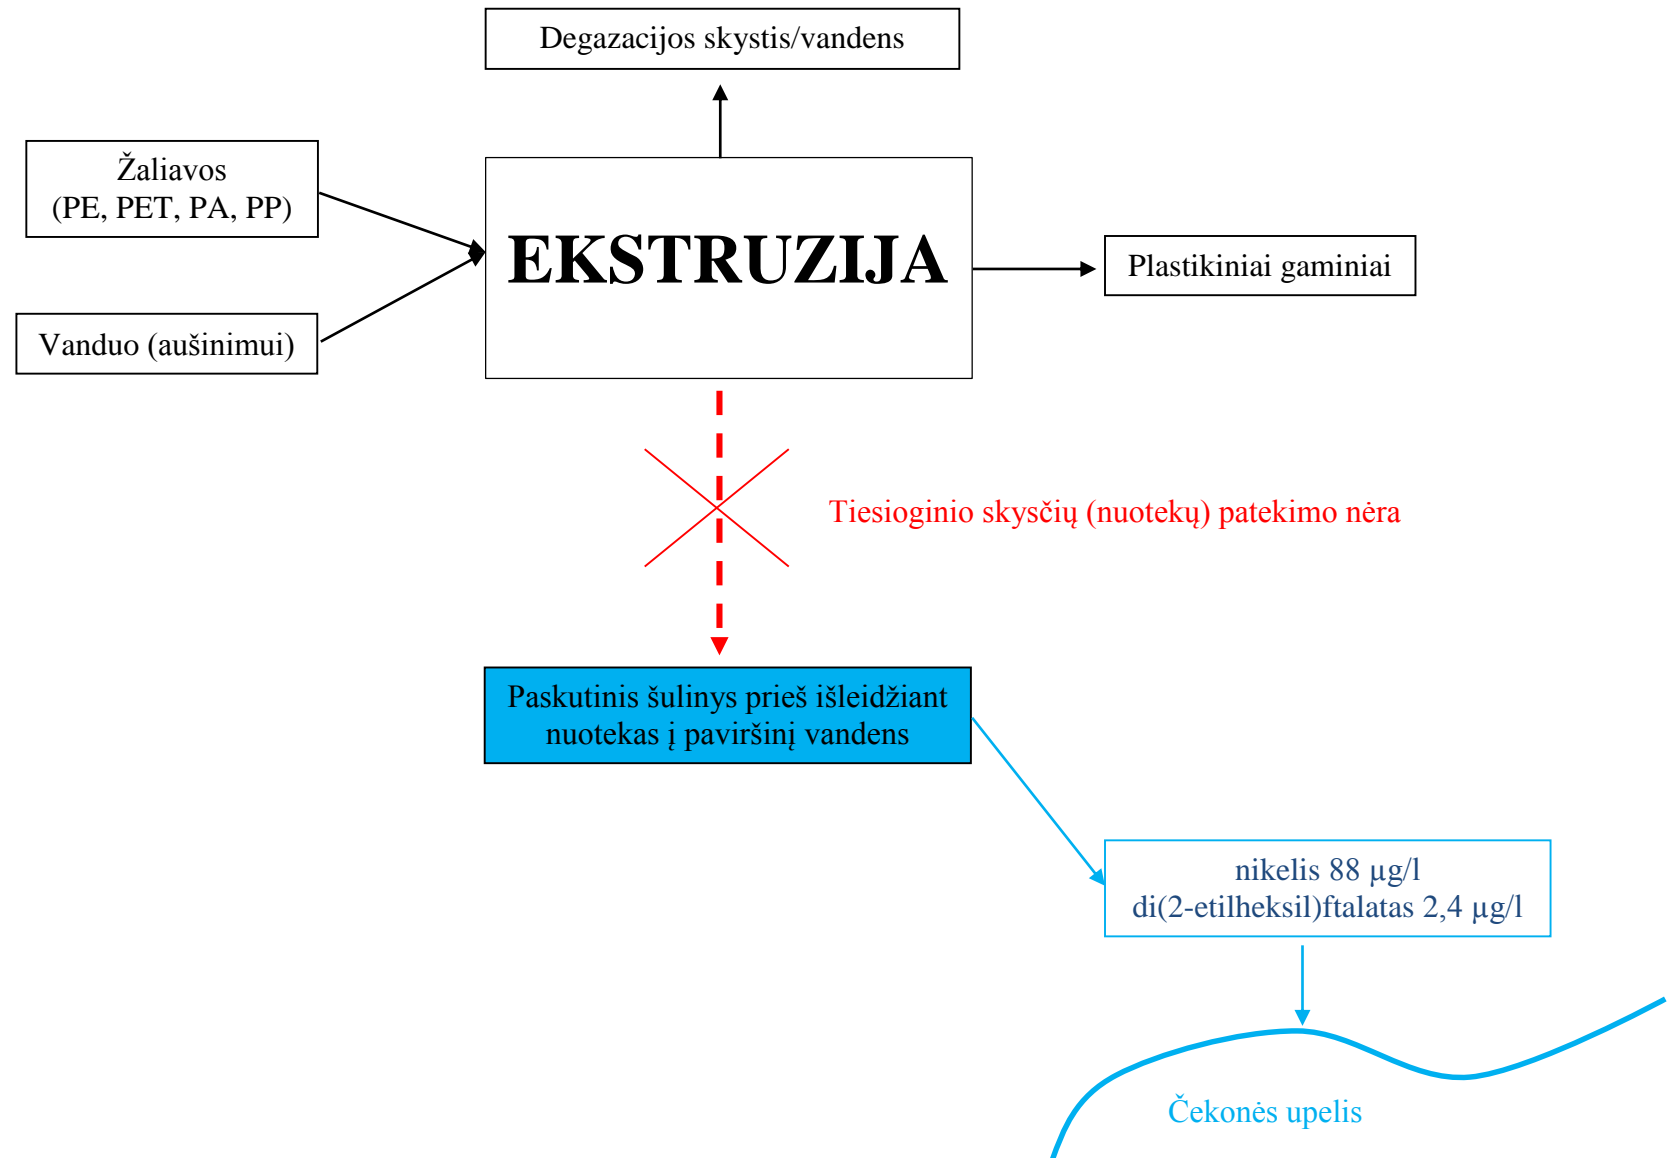 Degazacijos skystis/vandens
Žaliavos
(PE, PET, PA, PP)
EKSTRUZIJA
Plastikiniai gaminiai
Vanduo (aušinimui)
Tiesioginio skysčių (nuotekų) patekimo nėra
Paskutinis šulinys prieš išleidžiant
nuotekas į paviršinį vandens
nikelis 88 µg/l
di(2-etilheksil)ftalatas 2,4 µg/l
Čekonės upelis